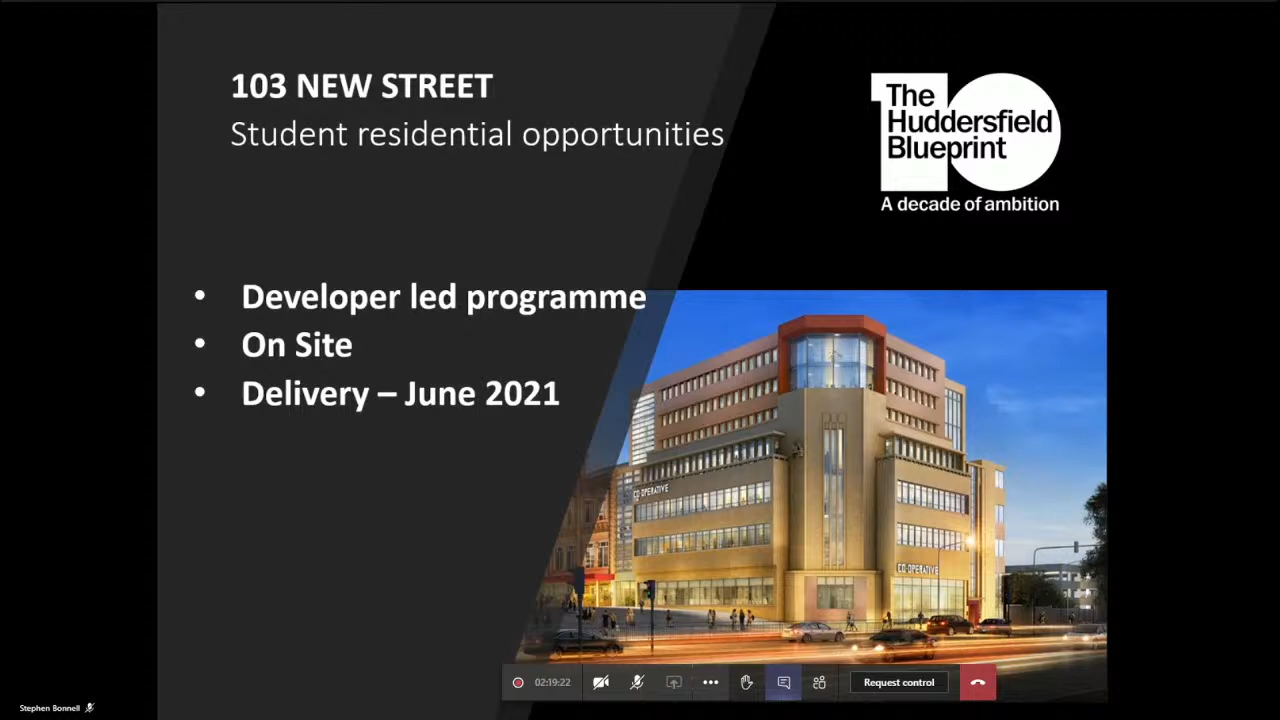 103 NEW STREET
Student residential opportunities
The
Huddersfield
Blueprint
A decade of ambition
• Developer led programme
• On Site
• Delivery – June 2021
CO-OPERATIVE
CO-OPERATIVE
02:19:22
Request control
Stephen Bonnell